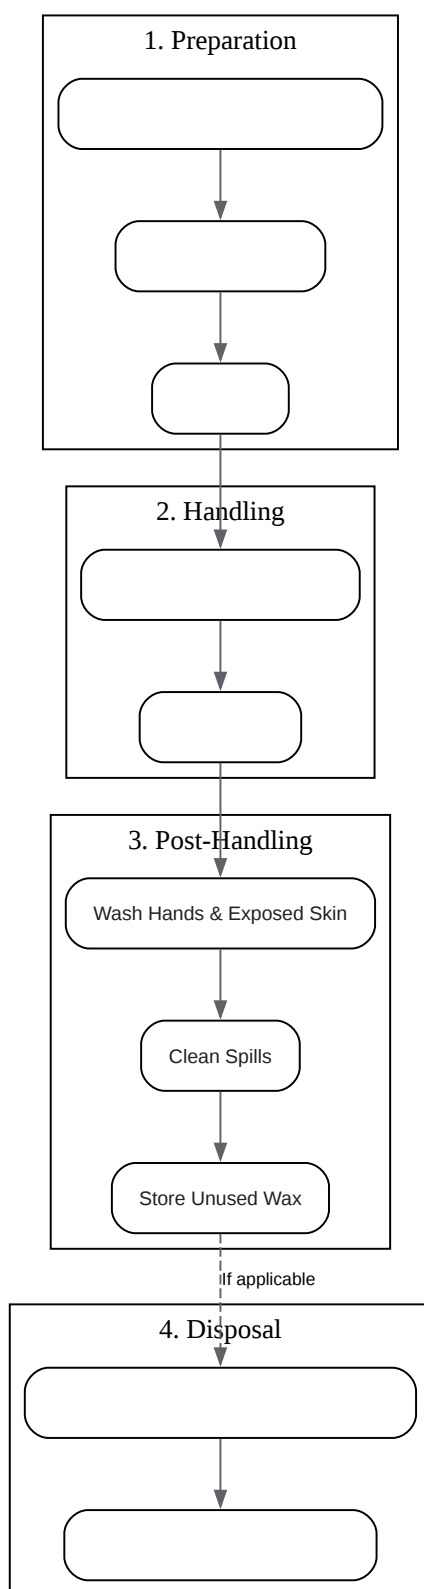 1. Preparation
2. Handling
3. Post-Handling
Wash Hands & Exposed Skin
Clean Spills
Store Unused Wax
If applicable
4. Disposal